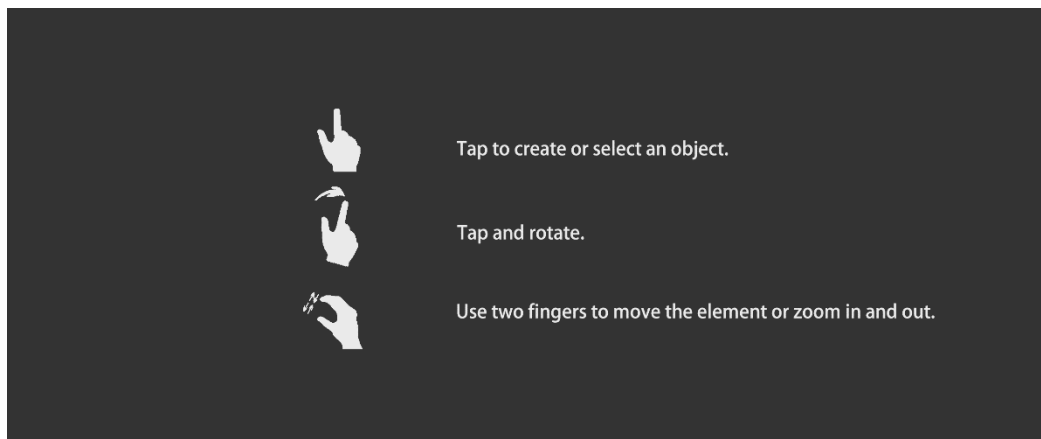 Tap to create or select an object.
Tap and rotate.
Use two fingers to move the element or zoom in and out.